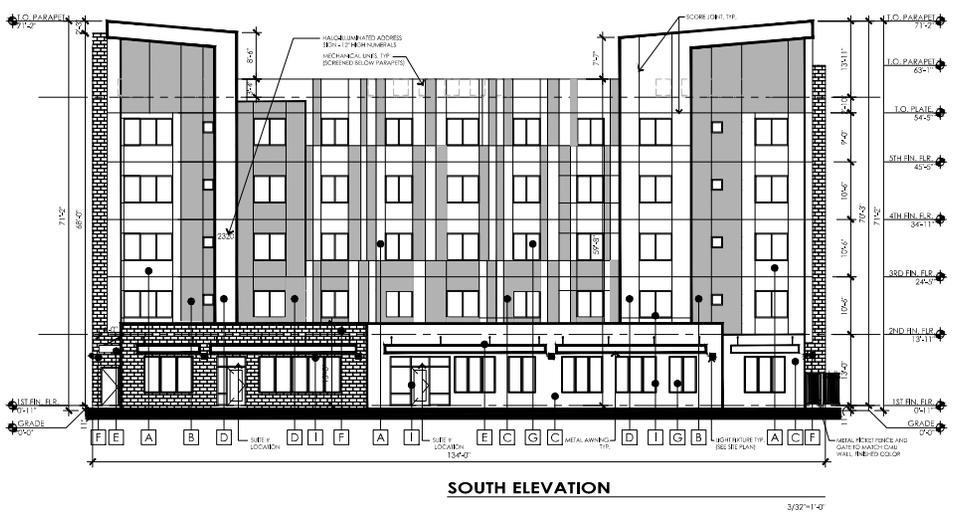 T.O. PARAPET
71'-2"
HALO-ILLUMINATED ADDRESS
SIGN - 12" HIGH NUMERALS
MECHANICAL UNITS, TYP.
(SCREENED BELOW PARAPETS)
SCORE JOINT, TYP.
T.O. PARAPET
71'-2"
T.O. PARAPET
63'-1"
T.O. PLATE
54'-5"
5TH FIN. FLR.
45'-5"
4TH FIN. FLR.
34'-11"
3RD FIN. FLR.
24'-5"
2ND FIN. FLR.
13'-11"
1ST FIN. FLR.
0'-11"
GRADE
0'-0"
8'-6"
7'-7"
13'-11"
9'-0"
10'-6"
10'-6"
10'-6"
71'-2"
68'-0"
59'-8"
70'-3"
71'-2"
2320
1ST FIN. FLR.
0'-11"
GRADE
0'-0"
F E A B D D I F A I E C G C D I G B A C F
SUITE #
LOCATION
SUITE #
LOCATION
METAL AWNING
TYP.
LIGHT FIXTURE TYP.
(SEE SITE PLAN)
METAL PICKET FENCE AND
GATE TO MATCH CMU
WALL, FINISHED COLOR
134'-0"
SOUTH ELEVATION
3/32"=1'-0"